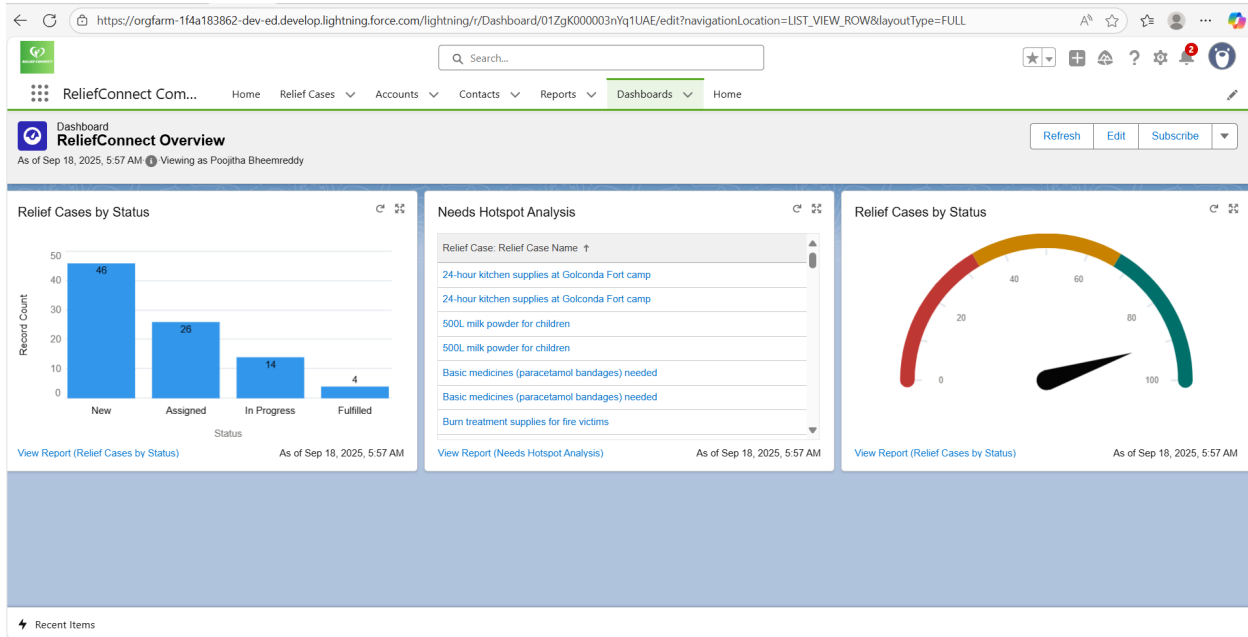 https://orgfarm-1f4a183862-dev-ed.develop.lightning.force.com/lightning/r/Dashboard/01ZgK000003nYq1UAE/edit?navigationLocation=LIST_VIEW_ROW&layoutType=FULL
RELIEFCONNECT
Search...
2
ReliefConnect Com...
Home
Relief Cases
Accounts
Contacts
Reports
Dashboards
Home
Dashboard
ReliefConnect Overview
As of Sep 18, 2025, 5:57 AM Viewing as Poojitha Bheemreddy
Refresh
Edit
Subscribe
Relief Cases by Status
Record Count
50
40
30
20
10
0
46
26
14
4
New
Assigned
In Progress
Fulfilled
Status
View Report (Relief Cases by Status)
As of Sep 18, 2025, 5:57 AM
Needs Hotspot Analysis
Relief Case: Relief Case Name ↑
24-hour kitchen supplies at Golconda Fort camp
24-hour kitchen supplies at Golconda Fort camp
500L milk powder for children
500L milk powder for children
Basic medicines (paracetamol bandages) needed
Basic medicines (paracetamol bandages) needed
Burn treatment supplies for fire victims
View Report (Needs Hotspot Analysis)
As of Sep 18, 2025, 5:57 AM
Relief Cases by Status
0
20
40
60
80
100
View Report (Relief Cases by Status)
As of Sep 18, 2025, 5:57 AM
Recent Items